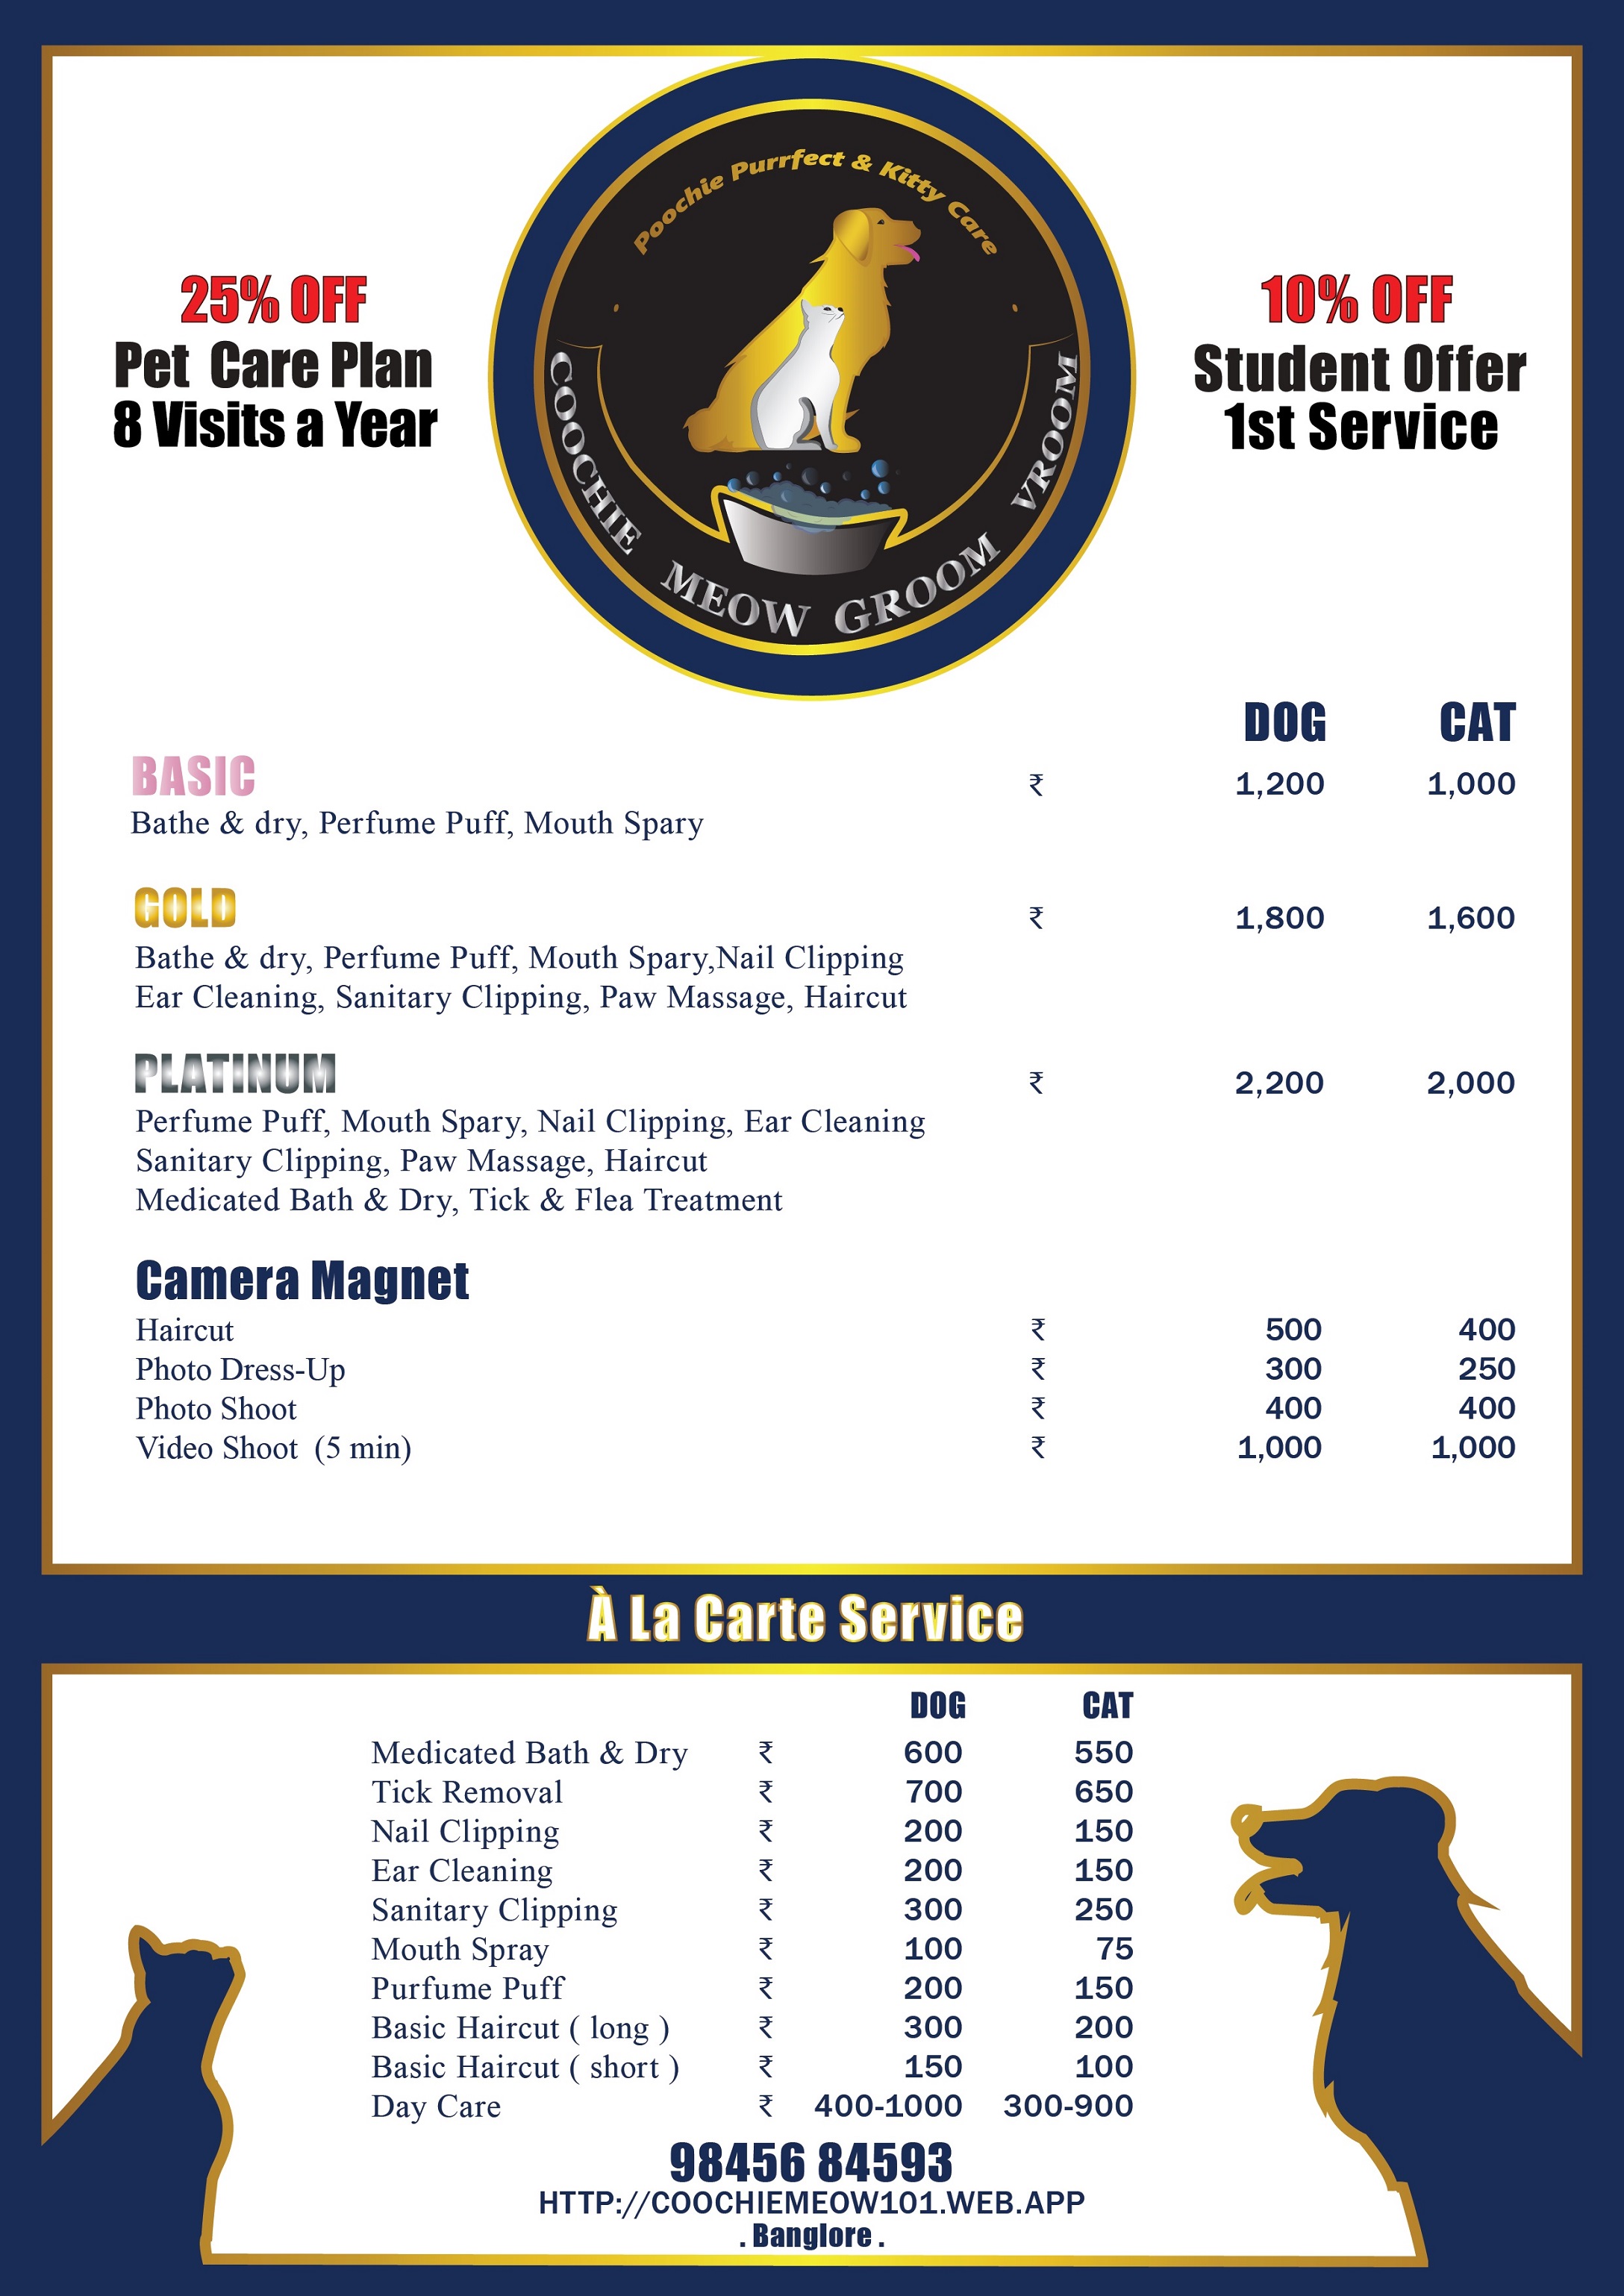 Poochie Purrfect & Kitty Care
COOCHIE MEOW GROOM VROOM
25% OFF
Pet Care Plan
8 Visits a Year
10% OFF
Student Offer
1st Service
DOG CAT
BASIC ₹ 1,200 1,000
Bathe & dry, Perfume Puff, Mouth Spary
GOLD ₹ 1,800 1,600
Bathe & dry, Perfume Puff, Mouth Spary,Nail Clipping
Ear Cleaning, Sanitary Clipping, Paw Massage, Haircut
PLATINUM ₹ 2,200 2,000
Perfume Puff, Mouth Spary, Nail Clipping, Ear Cleaning
Sanitary Clipping, Paw Massage, Haircut
Medicated Bath & Dry, Tick & Flea Treatment
Camera Magnet
Haircut ₹ 500 400
Photo Dress-Up ₹ 300 250
Photo Shoot ₹ 400 400
Video Shoot (5 min) ₹ 1,000 1,000
À La Carte Service
DOG CAT
Medicated Bath & Dry ₹ 600 550
Tick Removal ₹ 700 650
Nail Clipping ₹ 200 150
Ear Cleaning ₹ 200 150
Sanitary Clipping ₹ 300 250
Mouth Spray ₹ 100 75
Purfume Puff ₹ 200 150
Basic Haircut ( long ) ₹ 300 200
Basic Haircut ( short ) ₹ 150 100
Day Care ₹ 400-1000 300-900
98456 84593
HTTP://COOCHIEMEOW101.WEB.APP
. Banglore .